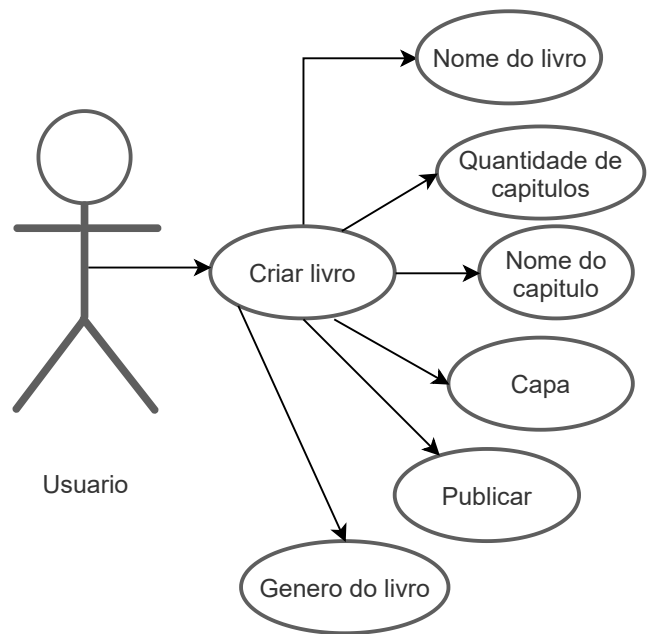 Nome do livro
Quantidade de
capitulos
Criar livro
Nome do
capitulo
Capa
Usuario
Publicar
Genero do livro